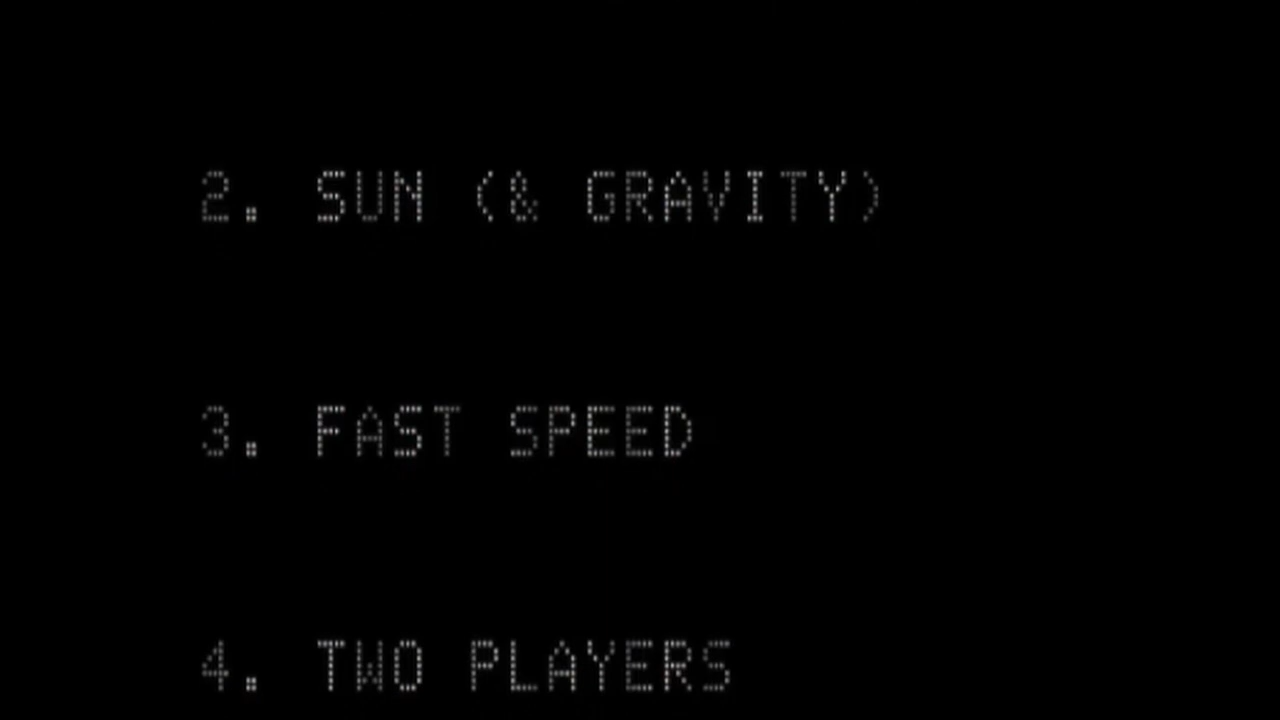 2. SUN (& GRAVITY)
3. FAST SPEED
4. TWO PLAYERS